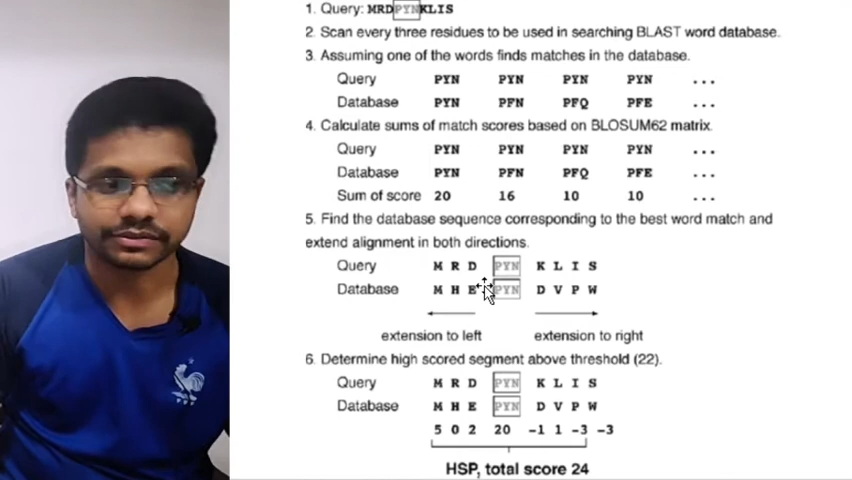 1. Query: MRDPYNKLIS
2. Scan every three residues to be used in searching BLAST word database.
3. Assuming one of the words finds matches in the database.
Query PYN PYN PYN PYN ...
Database PYN PFN PFQ PFE ...
4. Calculate sums of match scores based on BLOSUM62 matrix.
Query PYN PYN PYN PYN ...
Database PYN PFN PFQ PFE ...
Sum of score 20 16 10 10 ...
5. Find the database sequence corresponding to the best word match and
extend alignment in both directions.
Query M R D PYN K L I S
Database M H E PYN D V P W
extension to left extension to right
6. Determine high scored segment above threshold (22).
Query M R D PYN K L I S
Database M H E PYN D V P W
5 0 2 20 -1 1 -3 -3
HSP, total score 24